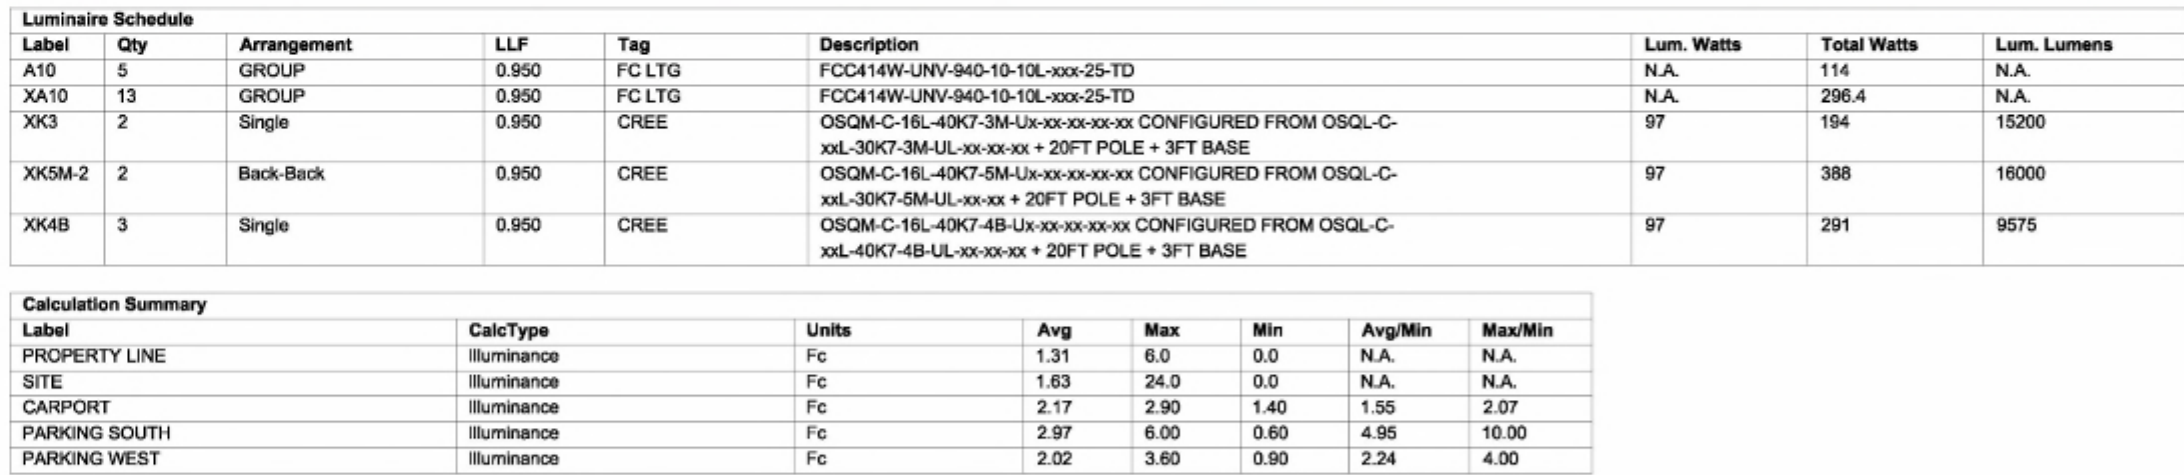 Luminaire Schedule
Label Qty Arrangement LLF Tag Description Lum. Watts Total Watts Lum. Lumens
A10 5 GROUP 0.950 FC LTG FCC414W-UNV-940-10-10L-xxx-25-TD N.A. 114 N.A.
XA10 13 GROUP 0.950 FC LTG FCC414W-UNV-940-10-10L-xxx-25-TD N.A. 296.4 N.A.
XK3 2 Single 0.950 CREE OSQM-C-16L-40K7-3M-Ux-xx-xx-xx-xx CONFIGURED FROM OSQL-C- 97 194 15200
xxL-30K7-3M-UL-xx-xx-xx + 20FT POLE + 3FT BASE
XK5M-2 2 Back-Back 0.950 CREE OSQM-C-16L-40K7-5M-Ux-xx-xx-xx-xx CONFIGURED FROM OSQL-C- 97 388 16000
xxL-30K7-5M-UL-xx-xx-xx + 20FT POLE + 3FT BASE
XK4B 3 Single 0.950 CREE OSQM-C-16L-40K7-4B-Ux-xx-xx-xx-xx CONFIGURED FROM OSQL-C- 97 291 9575
xxL-40K7-4B-UL-xx-xx-xx + 20FT POLE + 3FT BASE
Calculation Summary
Label CalcType Units Avg Max Min Avg/Min Max/Min
PROPERTY LINE Illuminance Fc 1.31 6.0 0.0 N.A. N.A.
SITE Illuminance Fc 1.63 24.0 0.0 N.A. N.A.
CARPORT Illuminance Fc 2.17 2.90 1.40 1.55 2.07
PARKING SOUTH Illuminance Fc 2.97 6.00 0.60 4.95 10.00
PARKING WEST Illuminance Fc 2.02 3.60 0.90 2.24 4.00